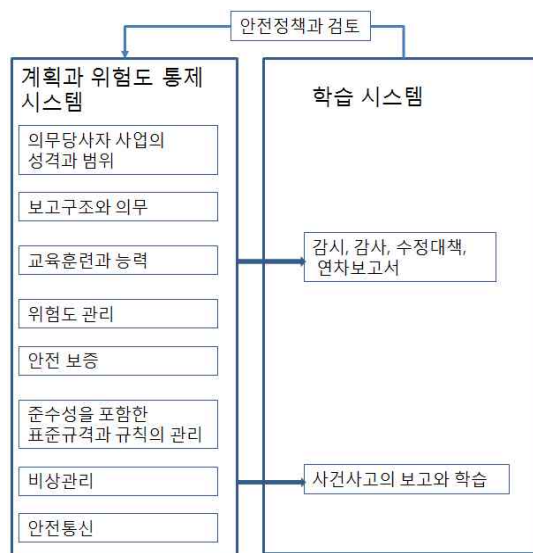 안전정책과 검토
계획과 위험도 통제
시스템
의무당사자 사업의
성격과 범위
보고구조와 의무
교육훈련과 능력
위험도 관리
안전 보증
준수성을 포함한
표준규격과 규칙의 관리
비상관리
안전통신
학습 시스템
감시, 감사, 수정대책,
연차보고서
사건사고의 보고와 학습